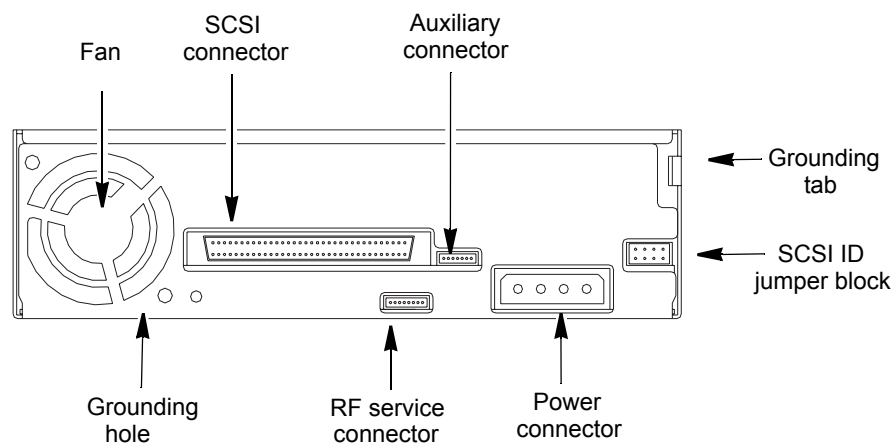 Fan
SCSI
connector
Auxiliary
connector
Grounding
tab
SCSI ID
jumper block
Grounding
hole
RF service
connector
Power
connector